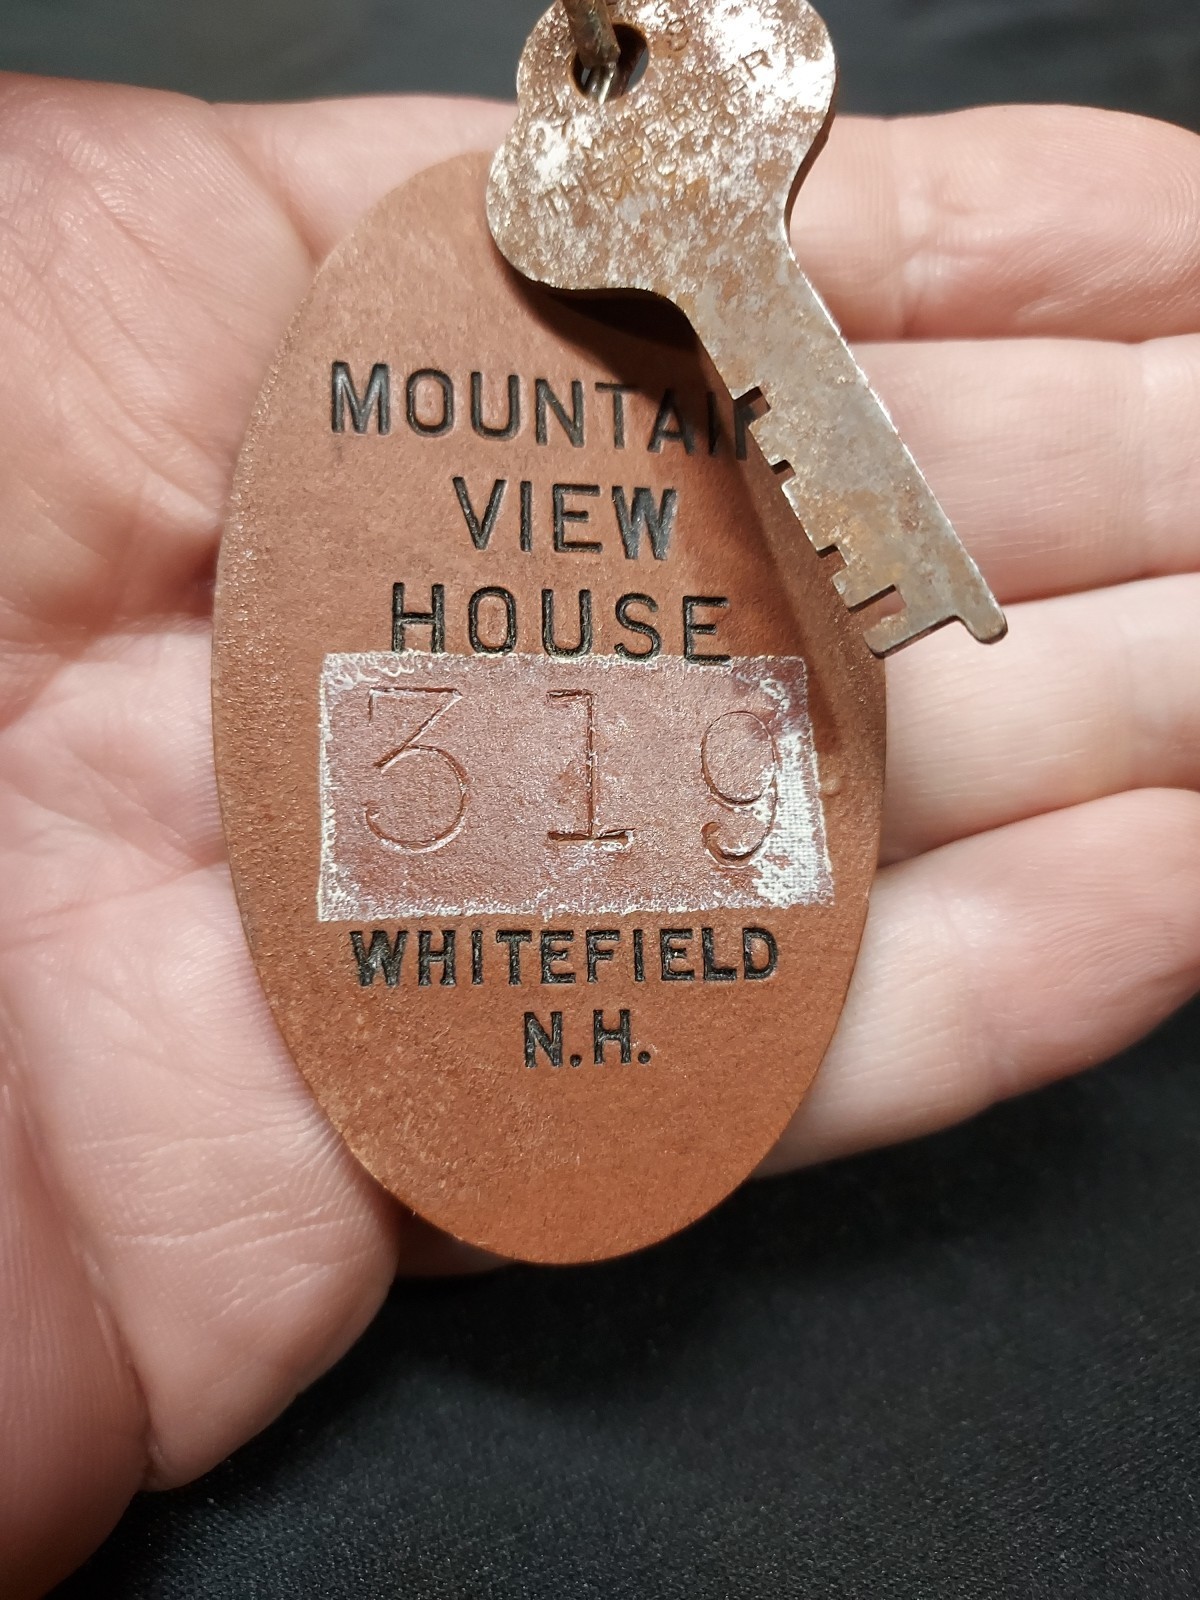 MOUNTAIN
VIEW
HOUSE
319
WHITEFIELD
N.H.